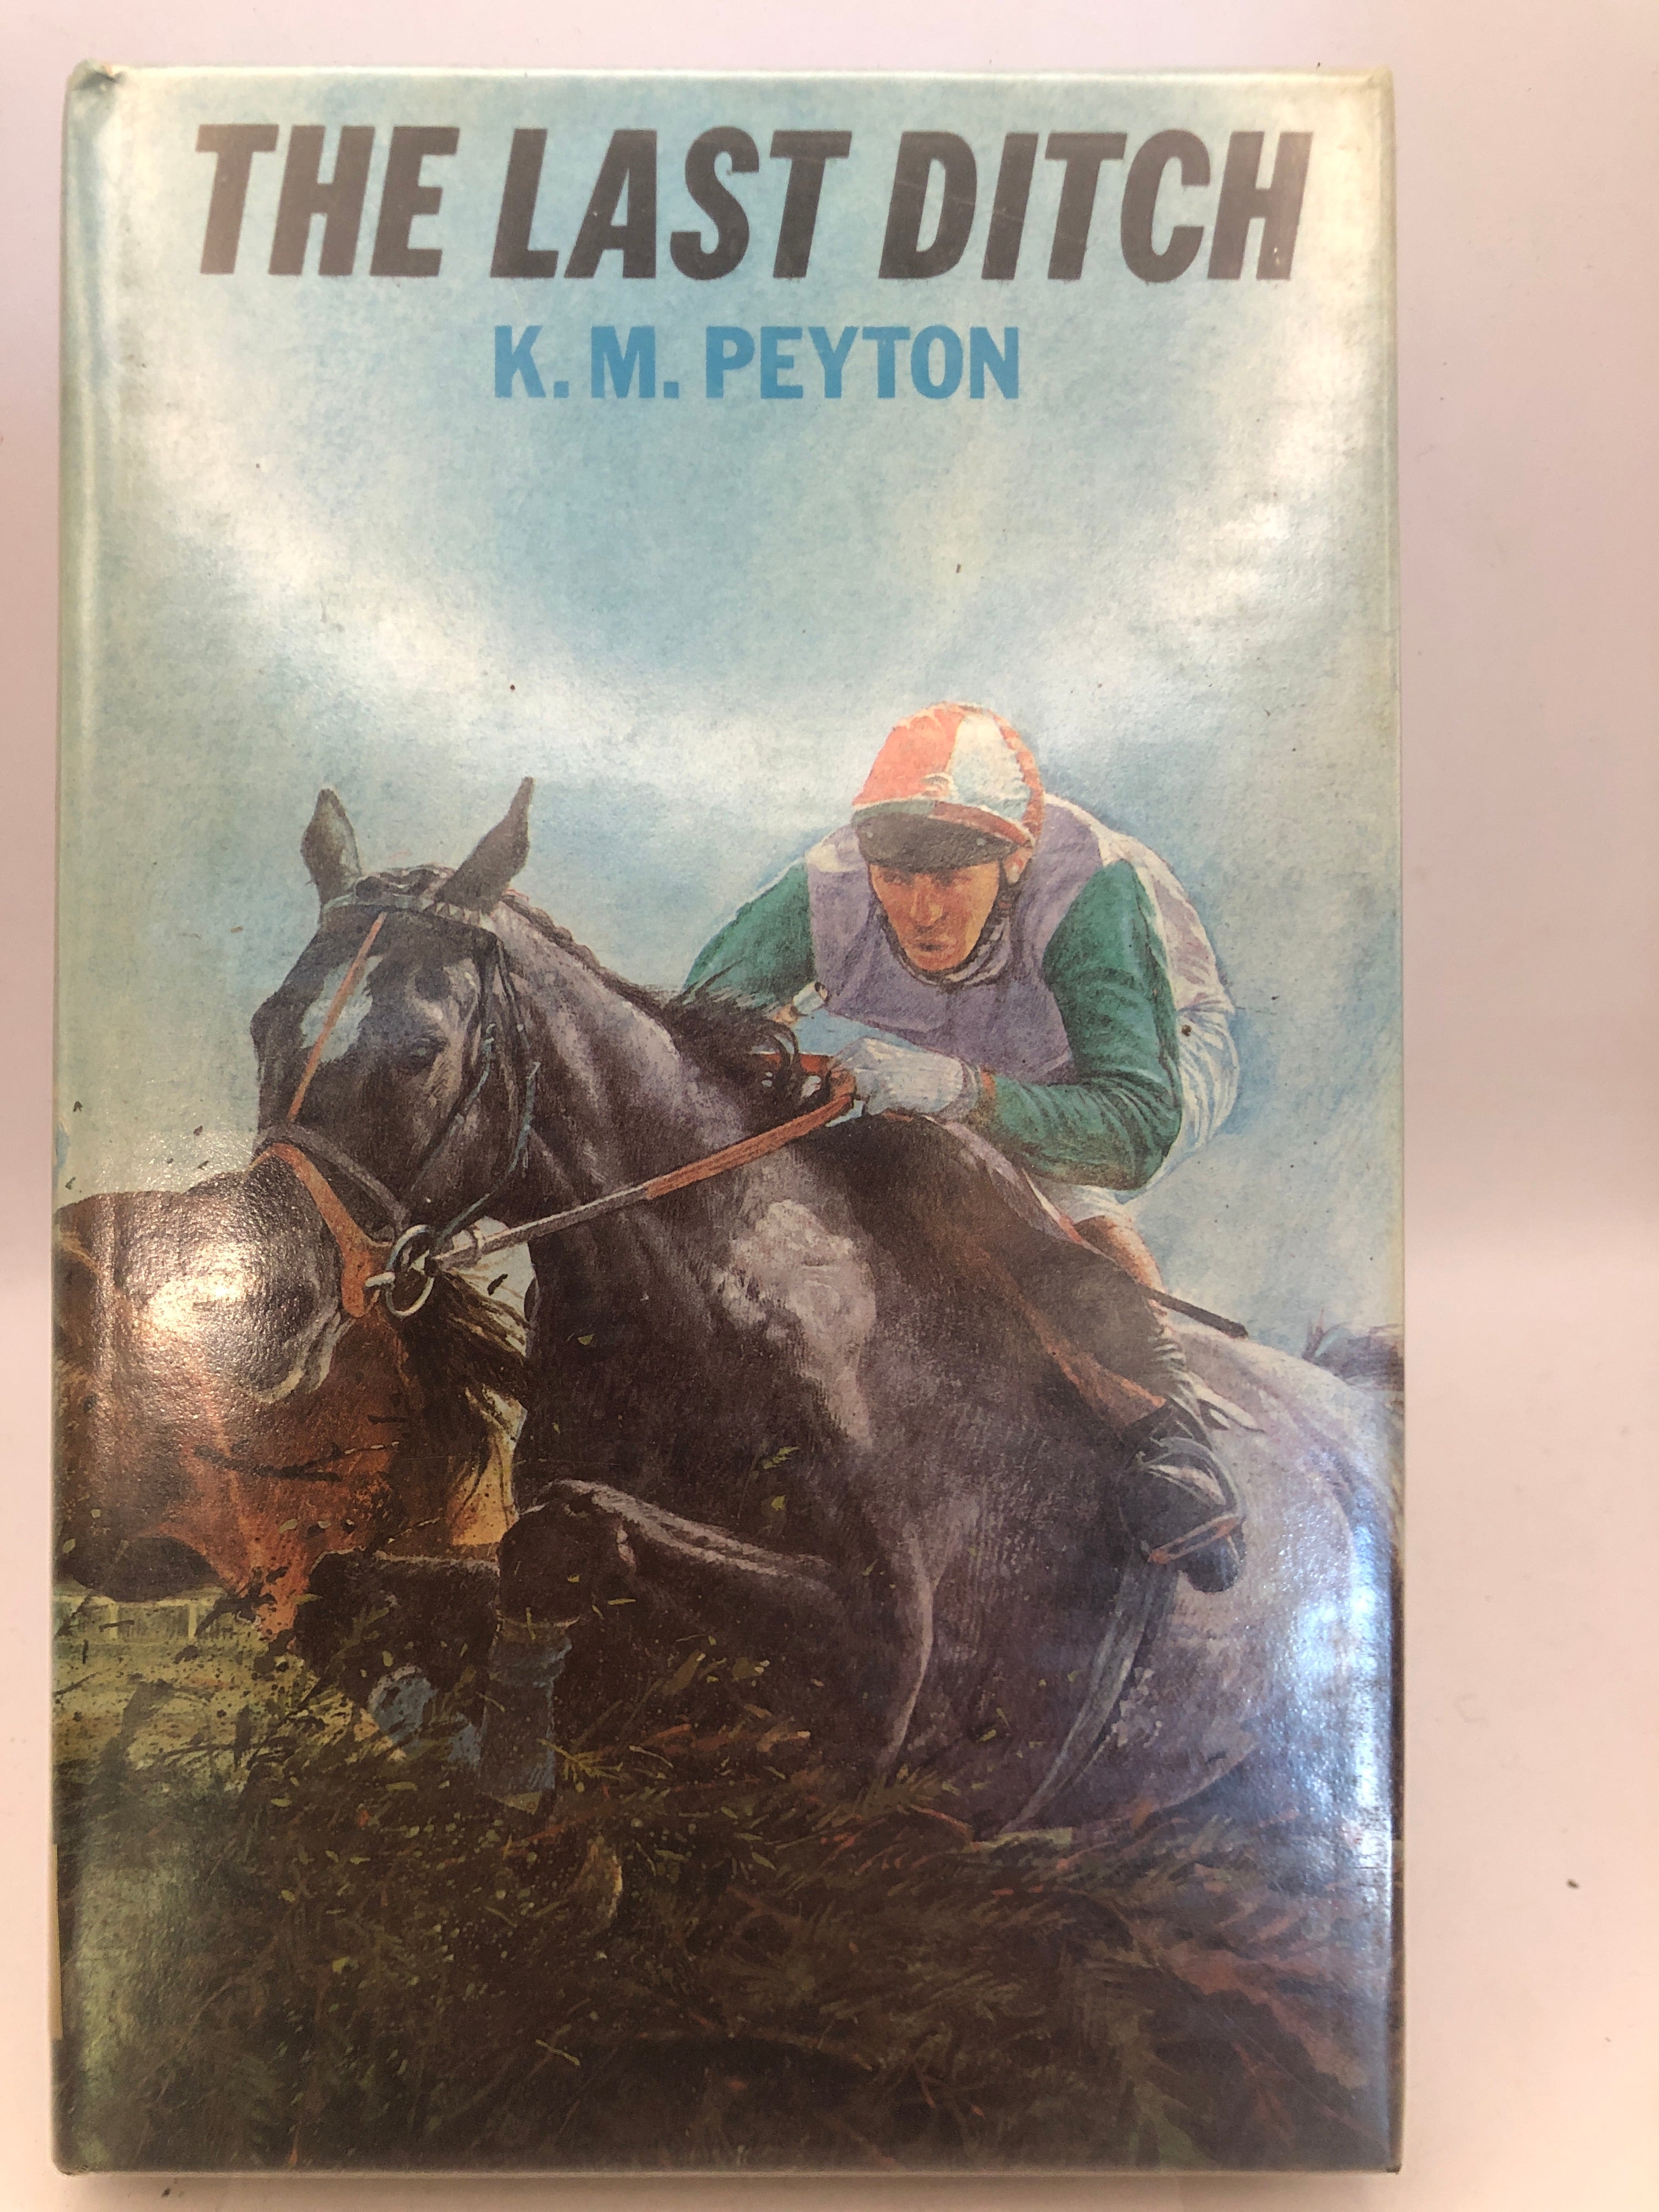 THE LAST DITCH
K. M. PEYTON